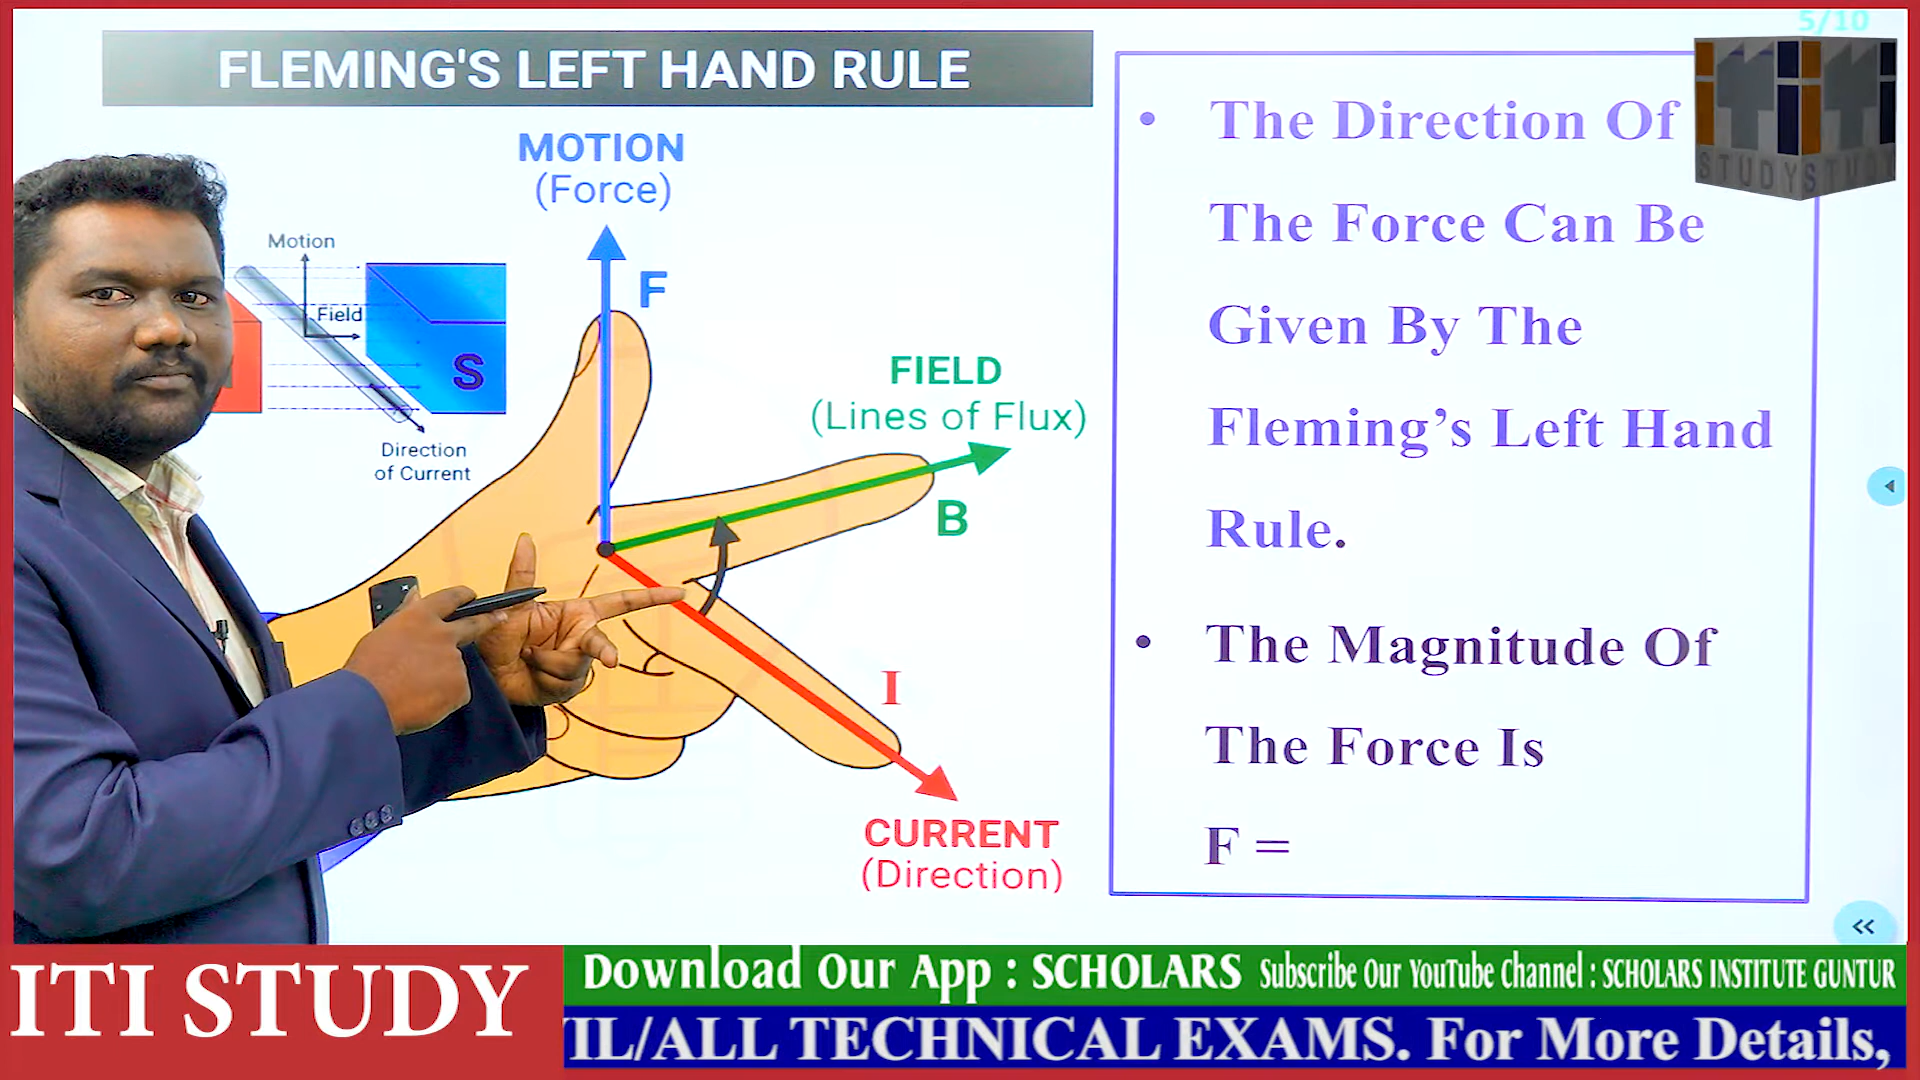 5/10
FLEMING'S LEFT HAND RULE
MOTION
(Force)
F
Motion
Field
S
Direction
of Current
FIELD
(Lines of Flux)
B
I
CURRENT
(Direction)
• The Direction Of
The Force Can Be
Given By The
Fleming’s Left Hand
Rule.
• The Magnitude Of
The Force Is
F =
STUDY
ITI STUDY
Download Our App : SCHOLARS Subscribe Our YouTube Channel : SCHOLARS INSTITUTE GUNTUR
IL/ALL TECHNICAL EXAMS. For More Details,